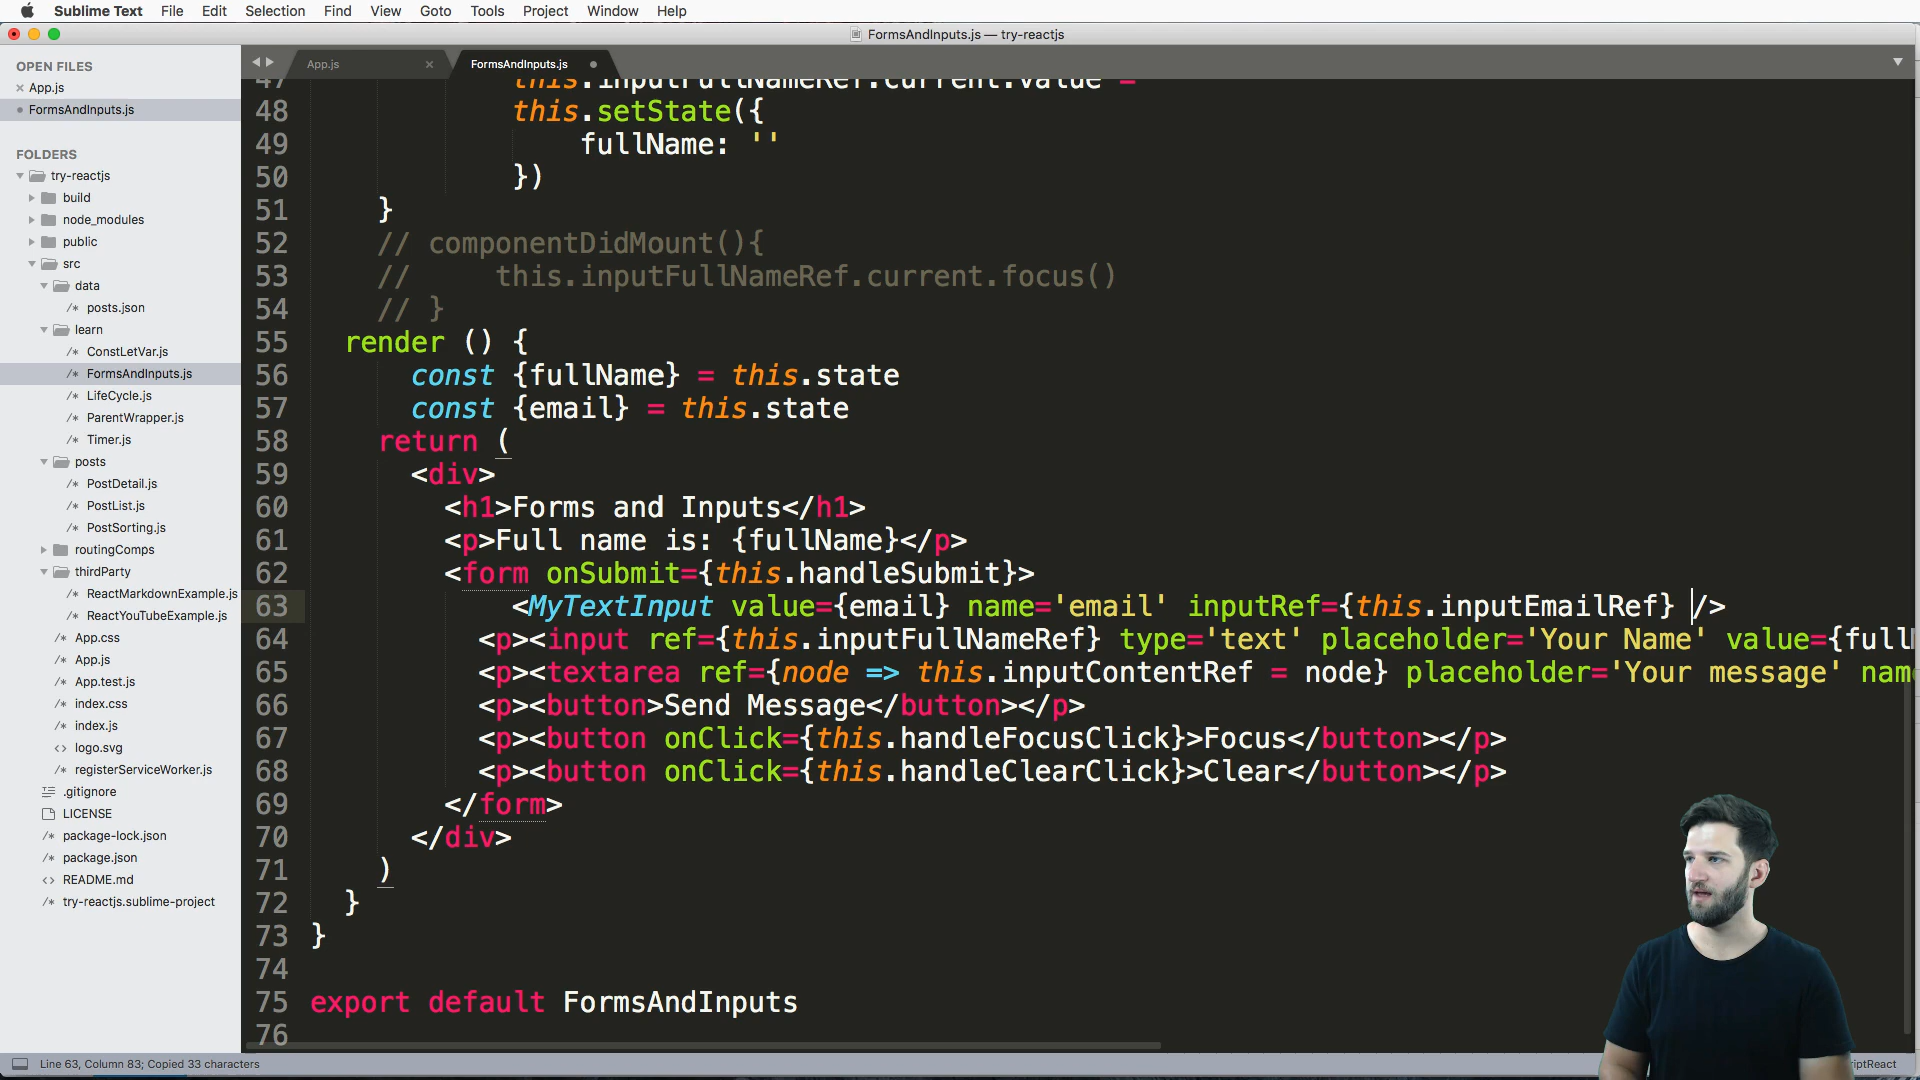 Sublime Text File Edit Selection Find View Goto Tools Project Window Help
FormsAndInputs.js — try-reactjs
OPEN FILES
App.js
FormsAndInputs.js
FOLDERS
try-reactjs
build
node_modules
public
src
data
/* posts.json
learn
/* ConstLetVar.js
/* FormsAndInputs.js
/* LifeCycle.js
/* ParentWrapper.js
/* Timer.js
posts
/* PostDetail.js
/* PostList.js
/* PostSorting.js
routingComps
thirdParty
/* ReactMarkdownExample.js
/* ReactYouTubeExample.js
/* App.css
/* App.js
/* App.test.js
/* index.css
/* index.js
<> logo.svg
/* registerServiceWorker.js
.gitignore
LICENSE
/* package-lock.json
/* package.json
<> README.md
/* try-reactjs.sublime-project
App.js
FormsAndInputs.js
47 this.inputFullNameRef.current.value =
48 this.setState({
49 fullName: ''
50 })
51 }
52 // componentDidMount(){
53 // this.inputFullNameRef.current.focus()
54 // }
55 render () {
56 const {fullName} = this.state
57 const {email} = this.state
58 return (
59 <div>
60 <h1>Forms and Inputs</h1>
61 <p>Full name is: {fullName}</p>
62 <form onSubmit={this.handleSubmit}>
63 <MyTextInput value={email} name='email' inputRef={this.inputEmailRef} />
64 <p><input ref={this.inputFullNameRef} type='text' placeholder='Your Name' value={full
65 <p><textarea ref={node => this.inputContentRef = node} placeholder='Your message' nam
66 <p><button>Send Message</button></p>
67 <p><button onClick={this.handleFocusClick}>Focus</button></p>
68 <p><button onClick={this.handleClearClick}>Clear</button></p>
69 </form>
70 </div>
71 )
72 }
73 }
74
75 export default FormsAndInputs
76
Line 63, Column 83; Copied 33 characters
iptReact